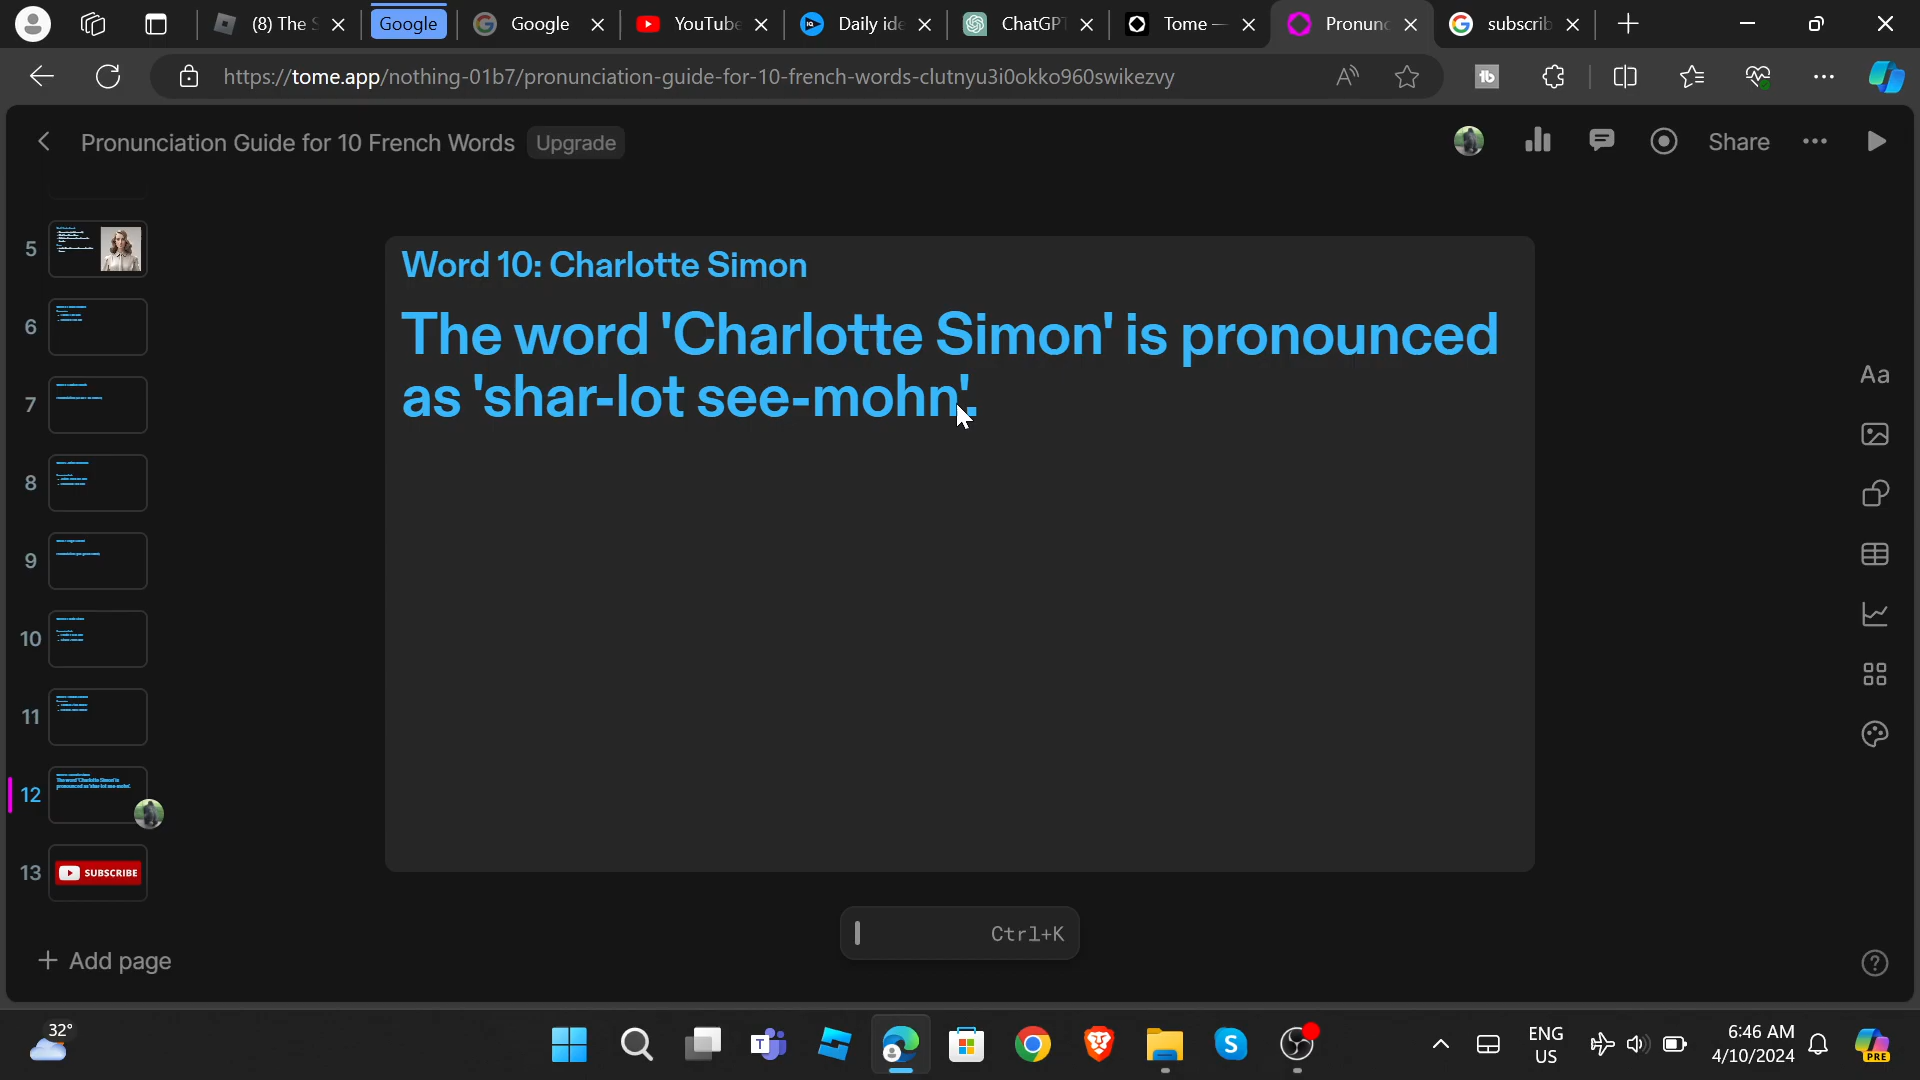 (8) The S
Google
Google
YouTube
Daily ide
ChatGPT
Tome —
Pronunc
subscrib
https://tome.app/nothing-01b7/pronunciation-guide-for-10-french-words-clutnyu3i0okko960swikezvy
Pronunciation Guide for 10 French Words
Upgrade
Share
5
6
7
8
9
10
11
12
13
SUBSCRIBE
Word 10: Charlotte Simon
The word 'Charlotte Simon' is pronounced
as 'shar-lot see-mohn'.
Aa
Ctrl+K
+ Add page
32°
ENG
US
6:46 AM
4/10/2024
PRE